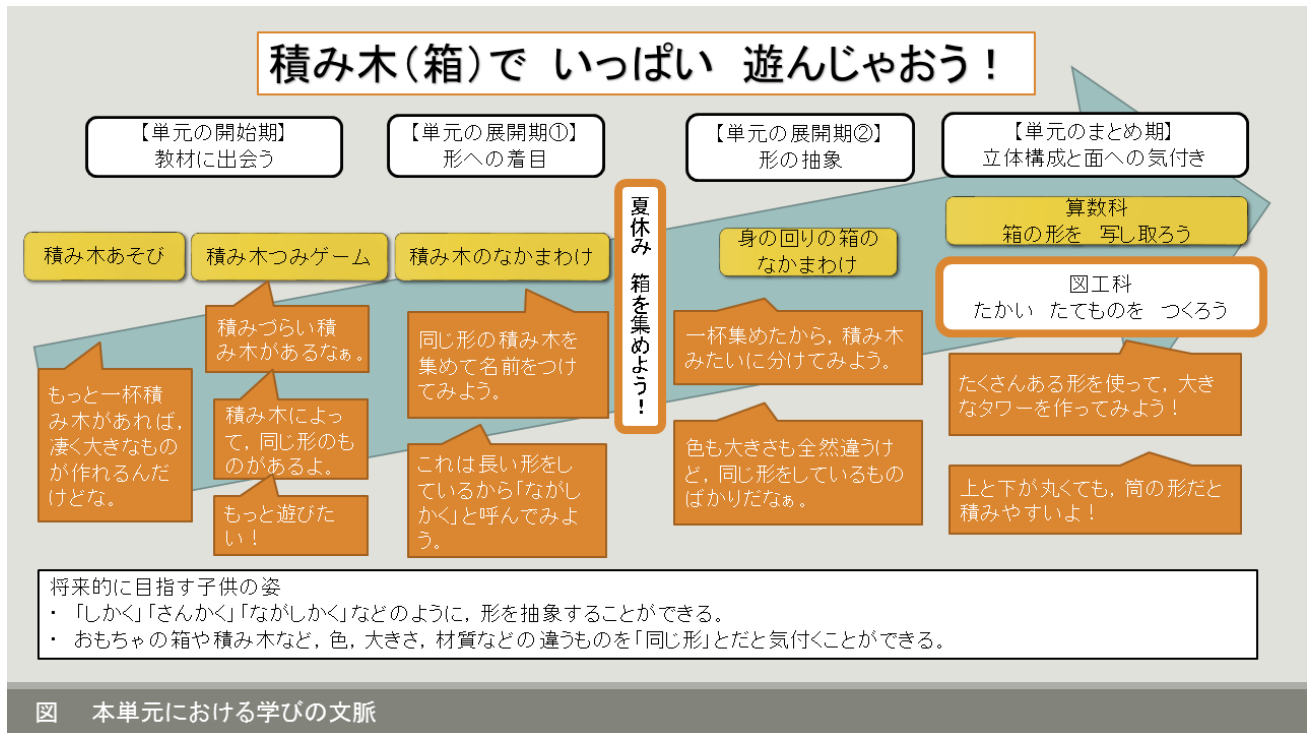 積み木(箱)で いっぱい 遊んじゃおう!
【単元の開始期】
教材に出会う
【単元の展開期①】
形への着目
【単元の展開期②】
形の抽象
【単元のまとめ期】
立体構成と面への気付き
積み木あそび
積み木つみゲーム
積み木のなかまわけ
夏休み 箱を集めよう!
身の回りの箱の
なかまわけ
算数科
箱の形を 写し取ろう
図工科
たかい たてものを つくろう
もっと一杯積
み木があれば,
凄く大きなもの
が作れるんだ
けどな。
積みづらい積
み木があるなぁ。
積み木によっ
て,同じ形のも
のがあるよ。
もっと遊びた
い!
同じ形の積み木を
集めて名前をつけ
てみよう。
これは長い形をし
ているから「ながし
かく」と呼んでみよ
う。
一杯集めたから,積み木
みたいに分けてみよう。
色も大きさも全然違うけ
ど,同じ形をしているもの
ばかりだなぁ。
たくさんある形を使って,大き
なタワーを作ってみよう!
上と下が丸くても,筒の形だと
積みやすいよ!
将来的に目指す子供の姿
・ 「しかく」「さんかく」「ながしかく」などのように,形を抽象することができる。
・ おもちゃの箱や積み木など,色,大きさ,材質などの違うものを「同じ形」とだと気付くことができる。
図 本単元における学びの文脈